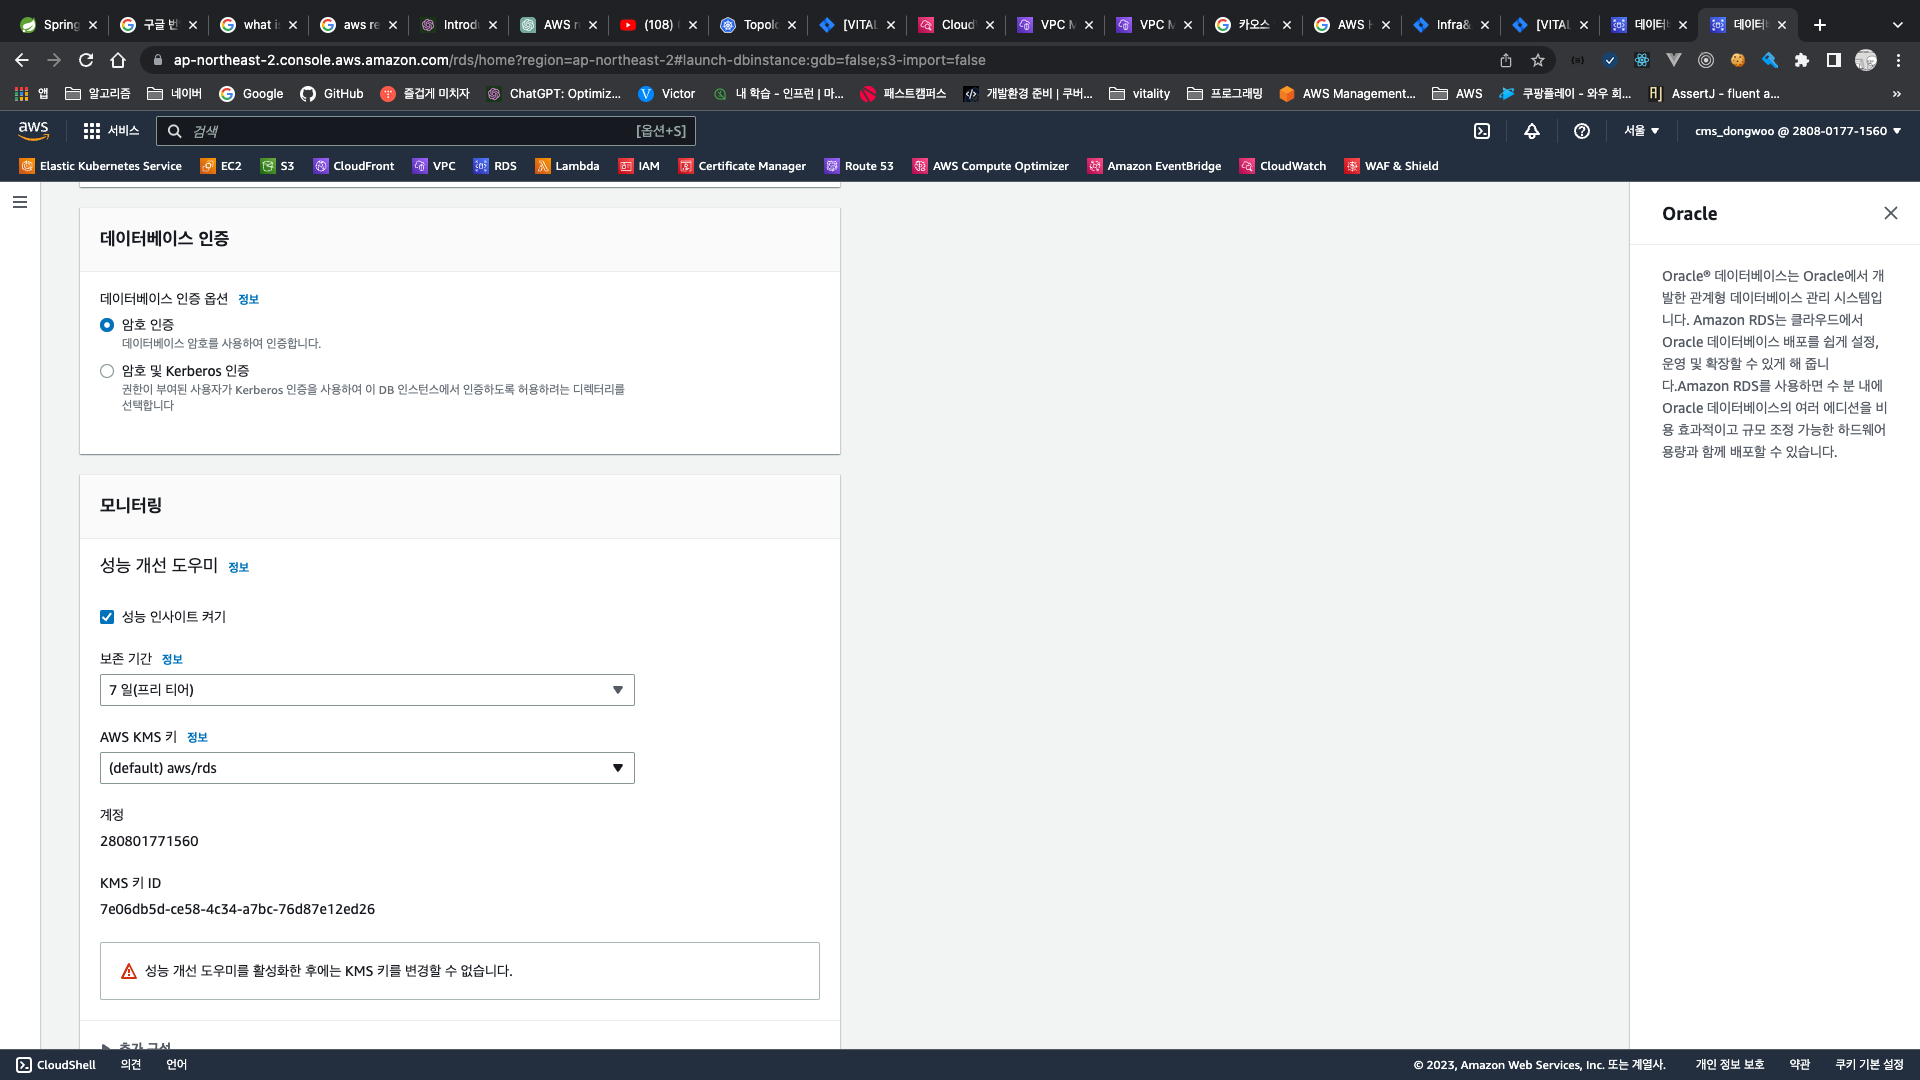 Spring
구글 번
what i
aws re
Introdu
AWS r
(108)
Topolo
[VITAL
Cloud
VPC M
VPC M
카오스
AWS
Infra&
[VITAL
데이터
데이터
ap-northeast-2.console.aws.amazon.com/rds/home?region=ap-northeast-2#launch-dbinstance:gdb=false;s3-import=false
앱
알고리즘
네이버
Google
GitHub
즐겁게 미치자
ChatGPT: Optimiz...
Victor
내 학습 - 인프런 | 마...
패스트캠퍼스
개발환경 준비 | 쿠버...
vitality
프로그래밍
AWS Management...
AWS
쿠팡플레이 - 와우 회...
AssertJ - fluent a...
»
aws
서비스
검색
[옵션+S]
서울
cms_dongwoo @ 2808-0177-1560
Elastic Kubernetes Service
EC2
S3
CloudFront
VPC
RDS
Lambda
IAM
Certificate Manager
Route 53
AWS Compute Optimizer
Amazon EventBridge
CloudWatch
WAF & Shield
데이터베이스 인증
데이터베이스 인증 옵션 정보
암호 인증
데이터베이스 암호를 사용하여 인증합니다.
암호 및 Kerberos 인증
권한이 부여된 사용자가 Kerberos 인증을 사용하여 이 DB 인스턴스에서 인증하도록 허용하려는 디렉터리를
선택합니다
모니터링
성능 개선 도우미 정보
성능 인사이트 켜기
보존 기간 정보
7 일(프리 티어)
AWS KMS 키 정보
(default) aws/rds
계정
280801771560
KMS 키 ID
7e06db5d-ce58-4c34-a7bc-76d87e12ed26
성능 개선 도우미를 활성화한 후에는 KMS 키를 변경할 수 없습니다.
추가 구성
Oracle
Oracle® 데이터베이스는 Oracle에서 개
발한 관계형 데이터베이스 관리 시스템입
니다. Amazon RDS는 클라우드에서
Oracle 데이터베이스 배포를 쉽게 설정,
운영 및 확장할 수 있게 해 줍니
다.Amazon RDS를 사용하면 수 분 내에
Oracle 데이터베이스의 여러 에디션을 비
용 효과적이고 규모 조정 가능한 하드웨어
용량과 함께 배포할 수 있습니다.
CloudShell
의견
언어
© 2023, Amazon Web Services, Inc. 또는 계열사.
개인 정보 보호
약관
쿠키 기본 설정